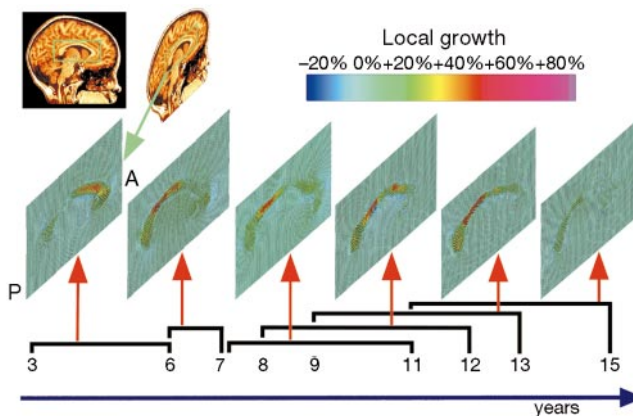 Local growth
–20% 0%+20%+40%+60%+80%
A
P
3 6 7 8 9 11 12 13 15
years